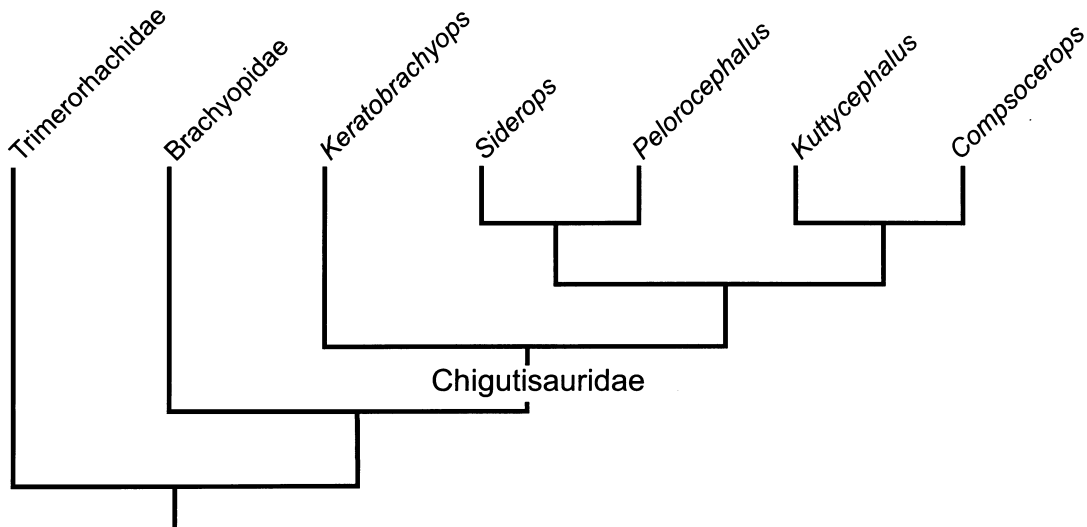 Trimerorhachidae
Brachyopidae
Keratobrachyops
Siderops
Pelorocephalus
Kuttycephalus
Compsocerops
Chigutisauridae